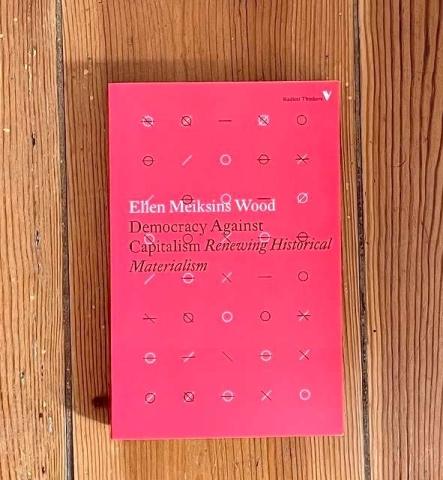 Radical Thinkers V
Ellen Meiksins Wood
Democracy Against
Capitalism Renewing Historical
Materialism